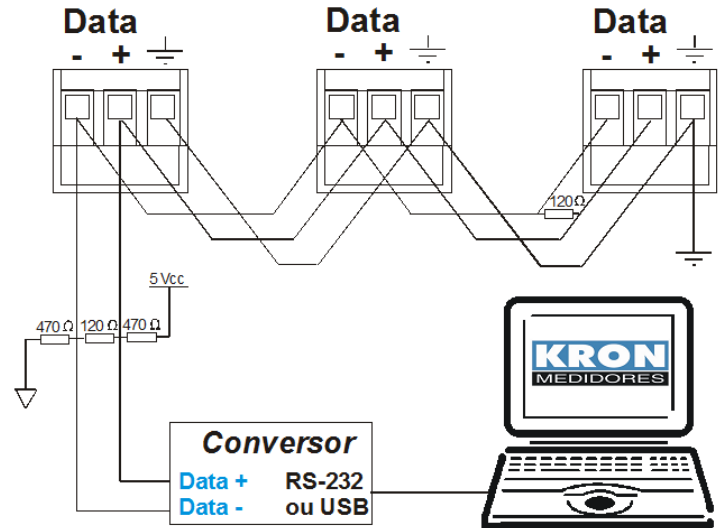 Data Data Data
- + - + - +
120Ω
5 Vcc
470 Ω 120 Ω 470 Ω
KRON
MEDIDORES
Conversor
Data + RS-232
Data - ou USB